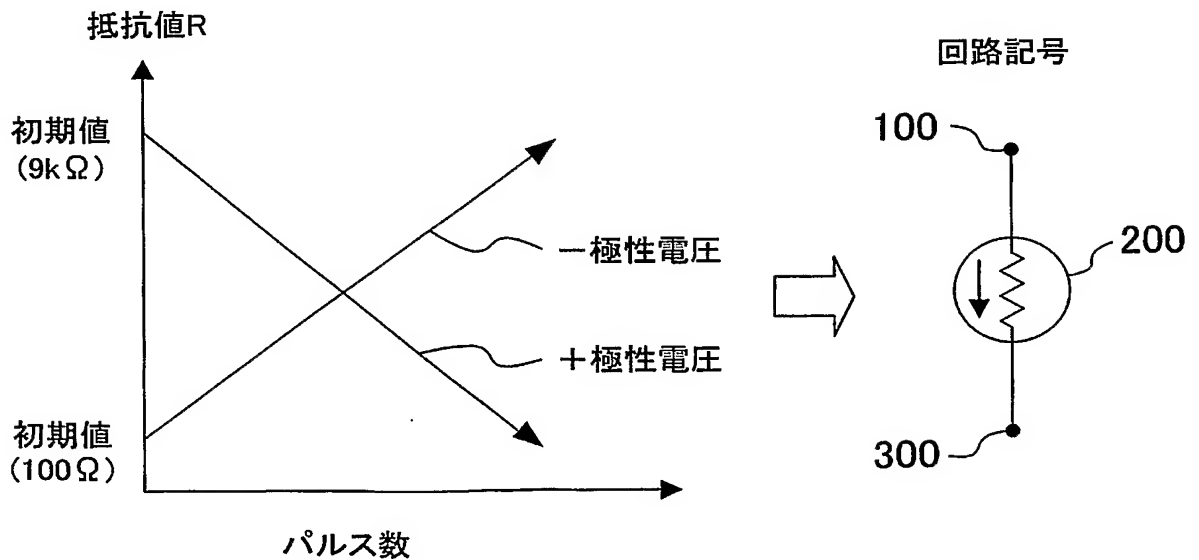 抵抗値R
初期値
(9kΩ)
－極性電圧
＋極性電圧
初期値
(100Ω)
パルス数
回路記号
100
200
300